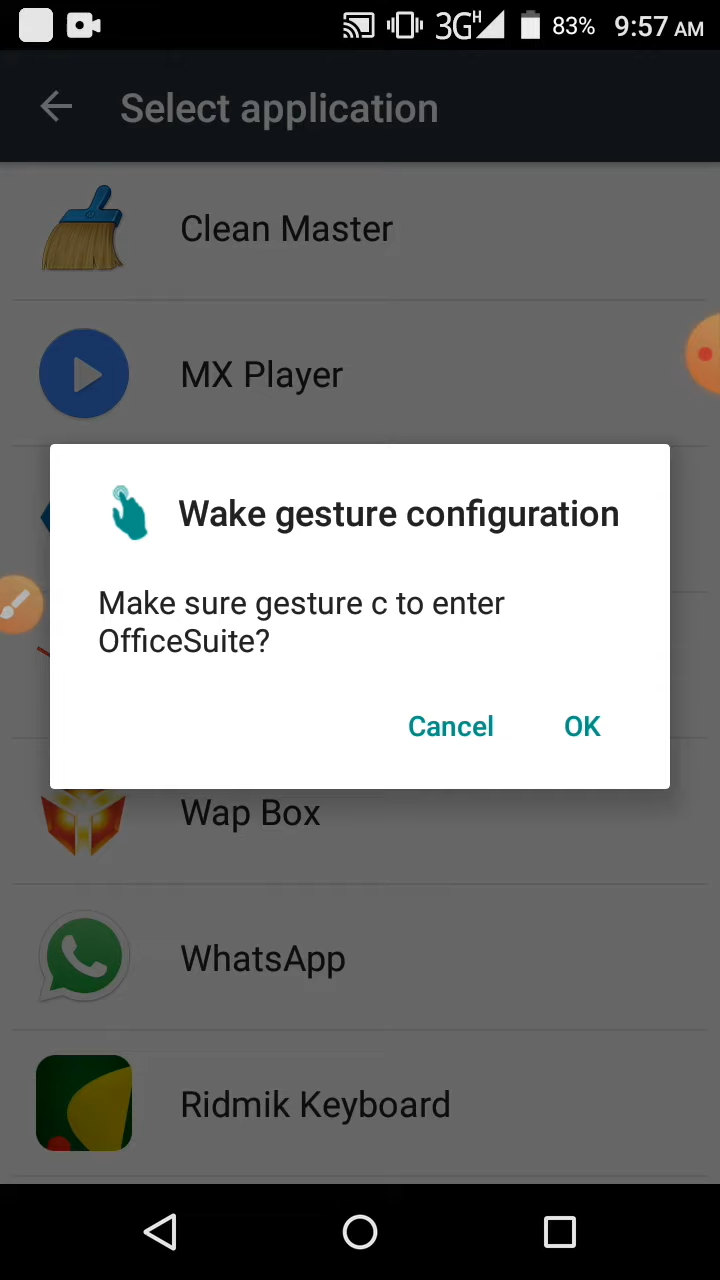 3G H 83% 9:57 AM
Select application
Clean Master
MX Player
Wake gesture configuration
Make sure gesture c to enter
OfficeSuite?
Cancel OK
Wap Box
WhatsApp
Ridmik Keyboard